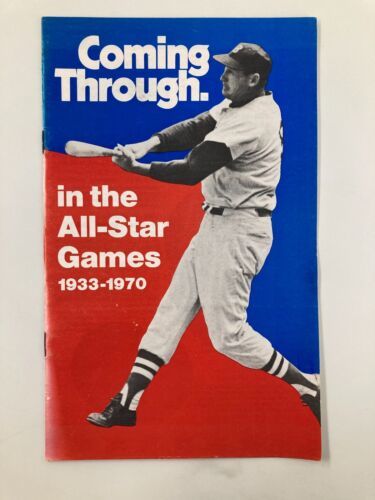 Coming
Through.
in the
All-Star
Games
1933-1970